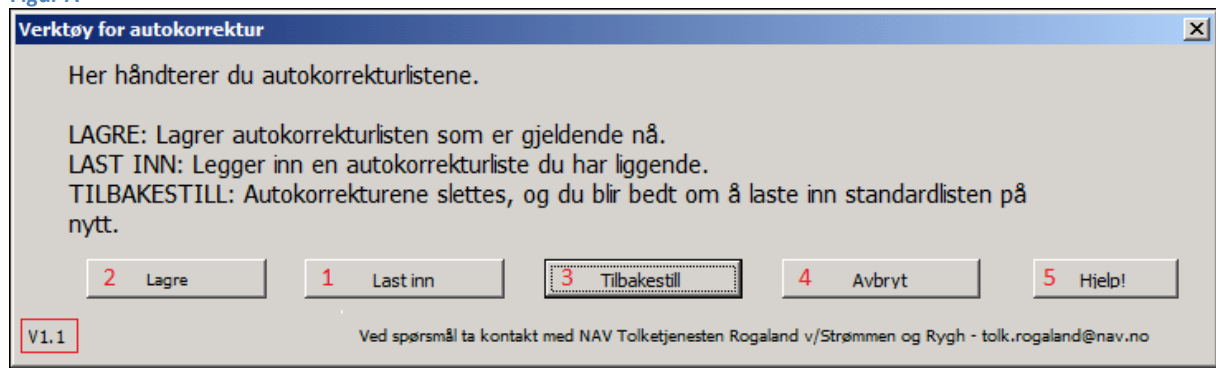 Verktøy for autokorrektur
Her håndterer du autokorrekturlistene.
LAGRE: Lagrer autokorrekturlisten som er gjeldende nå.
LAST INN: Legger inn en autokorrekturliste du har liggende.
TILBAKESTILL: Autokorrekturene slettes, og du blir bedt om å laste inn standardlisten på
nytt.
2 Lagre
1 Last inn
3 Tilbakestill
4 Avbryt
5 Hjelp!
V1.1
Ved spørsmål ta kontakt med NAV Tolketjenesten Rogaland v/Strømmen og Rygh - tolk.rogaland@nav.no